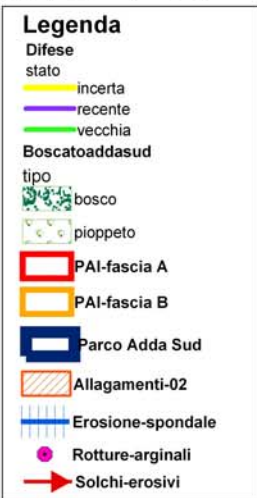 Legenda
Difese
stato
incerta
recente
vecchia
Boscatoaddasud
tipo
bosco
pioppeto
PAI-fascia A
PAI-fascia B
Parco Adda Sud
Allagamenti-02
Erosione-spondale
Rotture-arginali
Solchi-erosivi